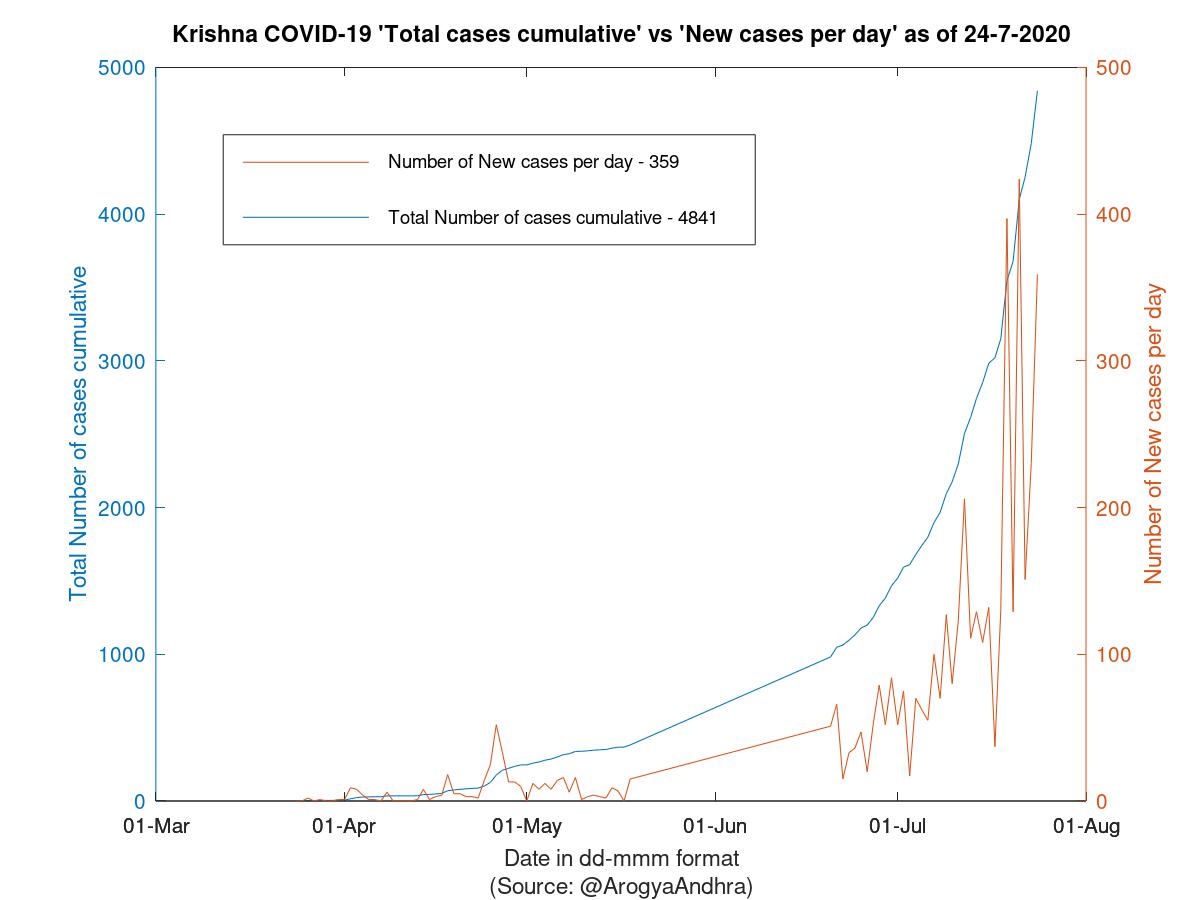 Krishna COVID-19 'Total cases cumulative' vs 'New cases per day' as of 24-7-2020
5000
4000
3000
2000
1000
0
Total Number of cases cumulative
Number of New cases per day - 359
Total Number of cases cumulative - 4841
500
400
300
200
100
0
Number of New cases per day
01-Mar 01-Apr 01-May 01-Jun 01-Jul 01-Aug
Date in dd-mmm format
(Source: @ArogyaAndhra)